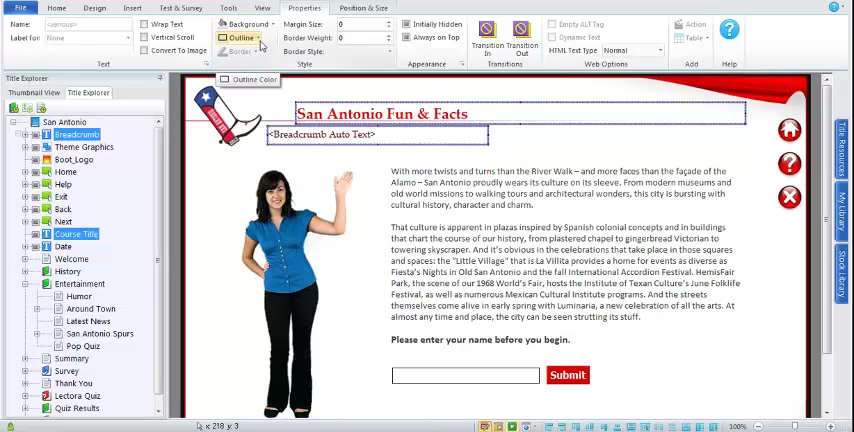 File Home Design Insert Test & Survey Tools View Properties Position & Size
Name: <various> Wrap Text Background Margin Size: 0 Initially Hidden Empty ALT Tag Action
Label for: None Vertical Scroll Outline Border Weight: 0 Always on Top Transition In Transition Out Dynamic Text Table Help
Convert To Image Border Border Style: HTML Text Type Normal
Text Style Appearance Transitions Web Options Add Help
Title Explorer
Outline Color
Thumbnail View Title Explorer
San Antonio
Breadcrumb
Theme Graphics
Boot_Logo
Home
Help
Exit
Back
Next
Course Title
Date
Welcome
History
Entertainment
Humor
Around Town
Latest News
San Antonio Spurs
Pop Quiz
Summary
Survey
Thank You
Lectora Quiz
Quiz Results
San Antonio Fun & Facts
<Breadcrumb Auto Text>
With more twists and turns than the River Walk – and more faces than the façade of the
Alamo – San Antonio proudly wears its culture on its sleeve. From modern museums and
old world missions to walking tours and architectural wonders, this city is bursting with
cultural history, character and charm.
That culture is apparent in plazas inspired by Spanish colonial concepts and in buildings
that chart the course of our history, from plastered chapel to gingerbread Victorian to
towering skyscraper. And it's obvious in the celebrations that take place in those squares
and spaces: the "Little Village" that is La Villita provides a home for events as diverse as
Fiesta's Nights in Old San Antonio and the fall International Accordion Festival. HemisFair
Park, the scene of our 1968 World's Fair, hosts the Institute of Texan Culture's June Folklife
Festival, as well as numerous Mexican Cultural Institute programs. And the streets
themselves come alive in early spring with Luminaria, a new celebration of all the arts. At
almost any time and place, the city can be seen strutting its stuff.
Please enter your name before you begin.
Submit
Title Resources
My Library
Stock Library
x: 218 y: 3
100%